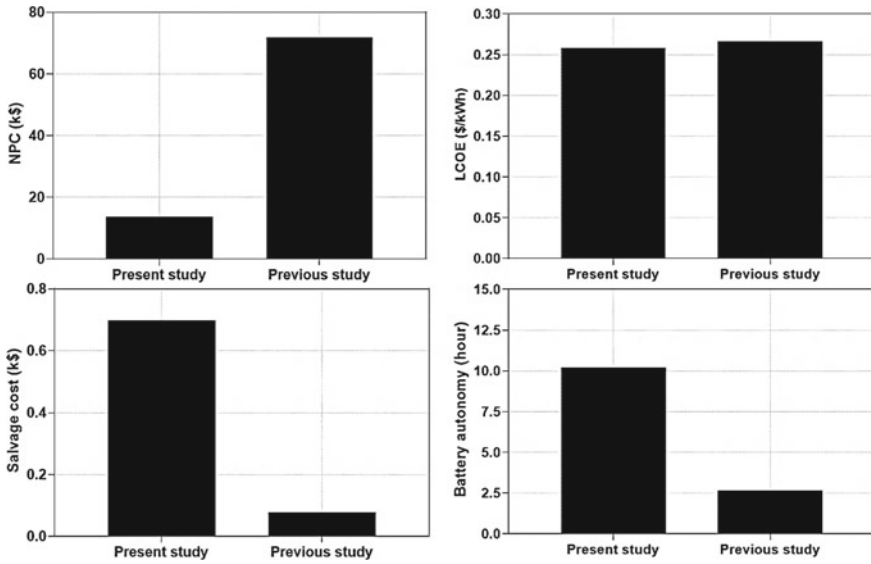 NPC (k$)
80
60
40
20
0
Present study
Previous study
LCOE ($/kWh)
0.30
0.25
0.20
0.15
0.10
0.05
0.00
Present study
Previous study
Salvage cost (k$)
0.8
0.6
0.4
0.2
0.0
Present study
Previous study
Battery autonomy (hour)
15.0
12.5
10.0
7.5
5.0
2.5
0.0
Present study
Previous study